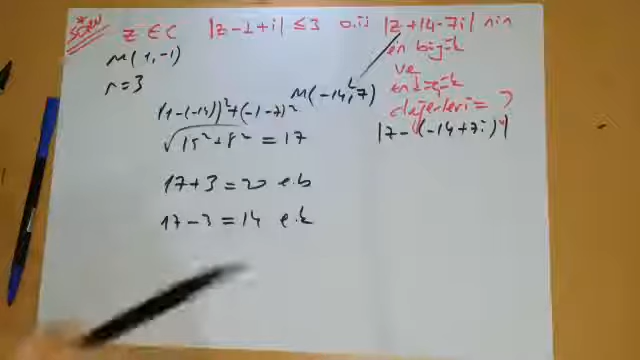 *SORU z ∈ C |z-1+i| ≤ 3 o.ü |z+14-7i| nin
en büyük
ve
en küçük
değerleri = ?
|z-(-14+7i)|
M(1,-1)
r=3
M(-14,7)
(1-(-14))²+(-1-7)²
√15²+8² = 17
17+3=20 e.b
17-3=14 e.k